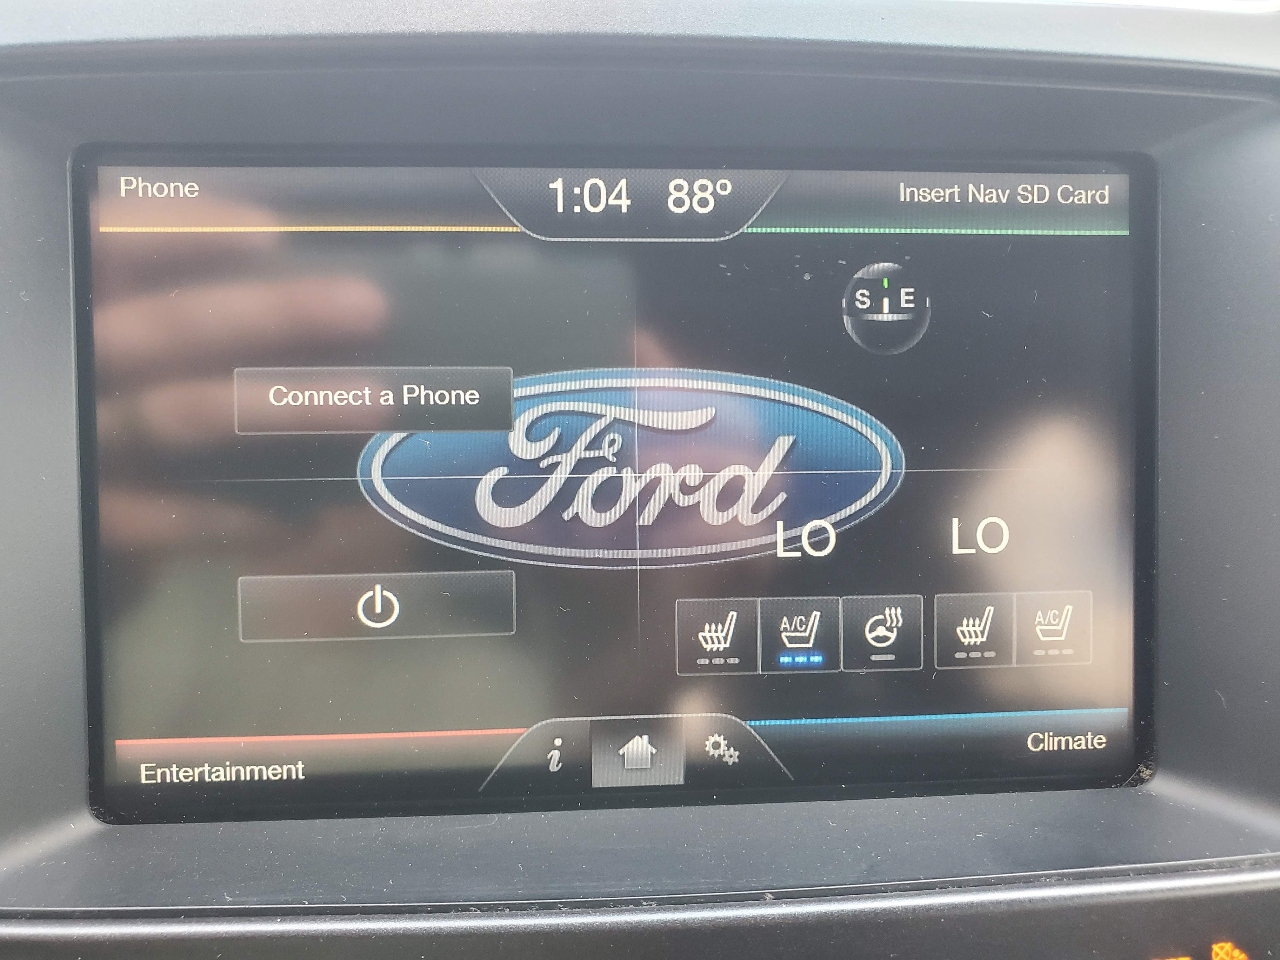 Phone
1:04 88°
Insert Nav SD Card
S E
Connect a Phone
Ford
LO LO
A/C
A/C
i
Entertainment
Climate